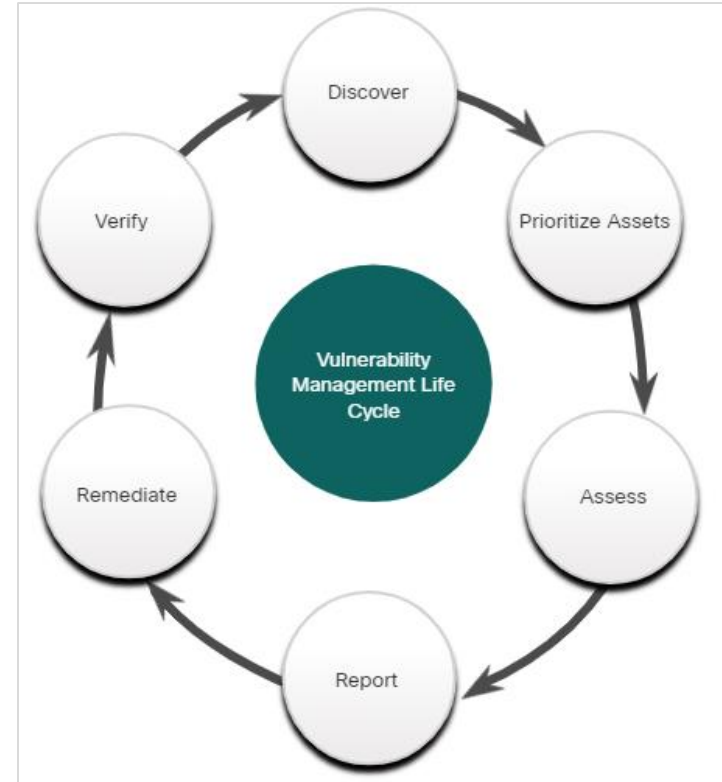 Discover
Prioritize Assets
Assess
Report
Remediate
Verify
Vulnerability
Management Life
Cycle